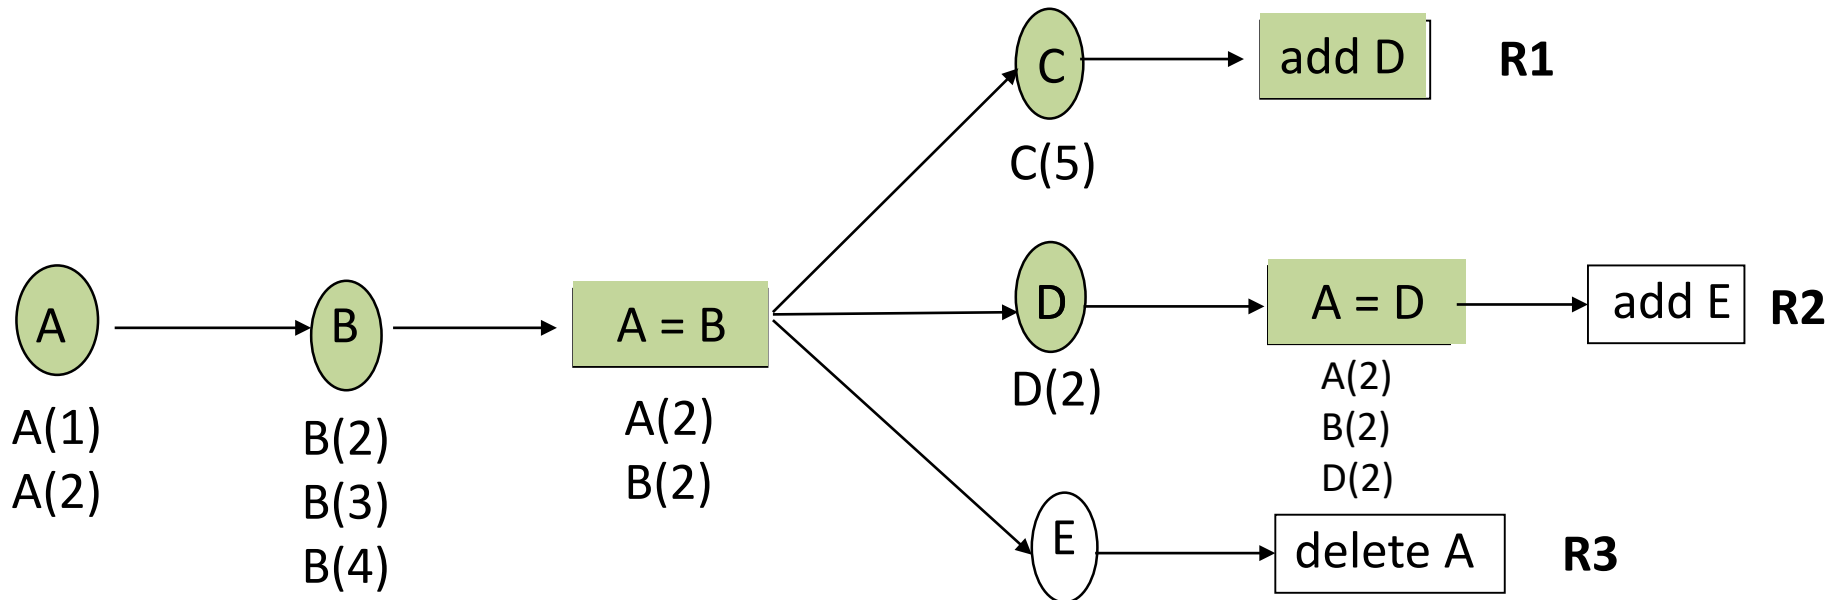 A
A(1)
A(2)
B
B(2)
B(3)
B(4)
A = B
A(2)
B(2)
C
C(5)
add D
R1
D
D(2)
A = D
A(2)
B(2)
D(2)
add E
R2
E
delete A
R3